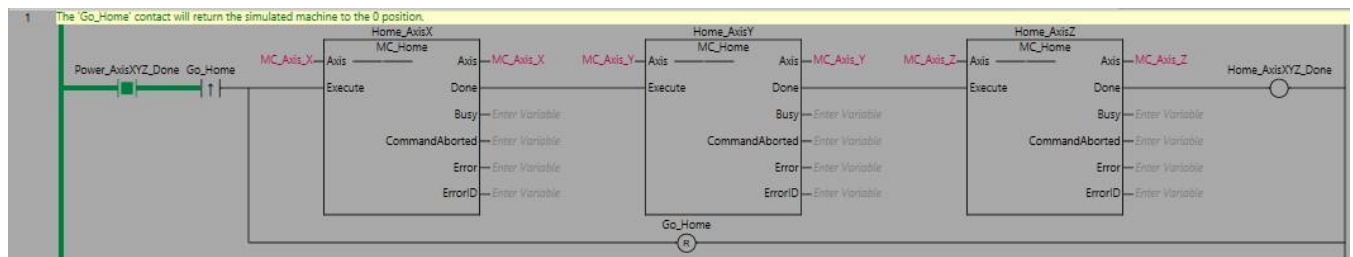 1 The 'Go_Home' contact will return the simulated machine to the 0 position.
Home_AxisX Home_AxisY Home_AxisZ
MC_Home MC_Home MC_Home
MC_Axis_X Axis Axis MC_Axis_X MC_Axis_Y Axis Axis MC_Axis_Y MC_Axis_Z Axis Axis MC_Axis_Z
Power_AxisXYZ_Done Go_Home Home_AxisXYZ_Done
Execute Done Execute Done Execute Done
Busy Enter Variable Busy Enter Variable Busy Enter Variable
CommandAborted Enter Variable CommandAborted Enter Variable CommandAborted Enter Variable
Error Enter Variable Error Enter Variable Error Enter Variable
ErrorID Enter Variable ErrorID Enter Variable ErrorID Enter Variable
Go_Home
R